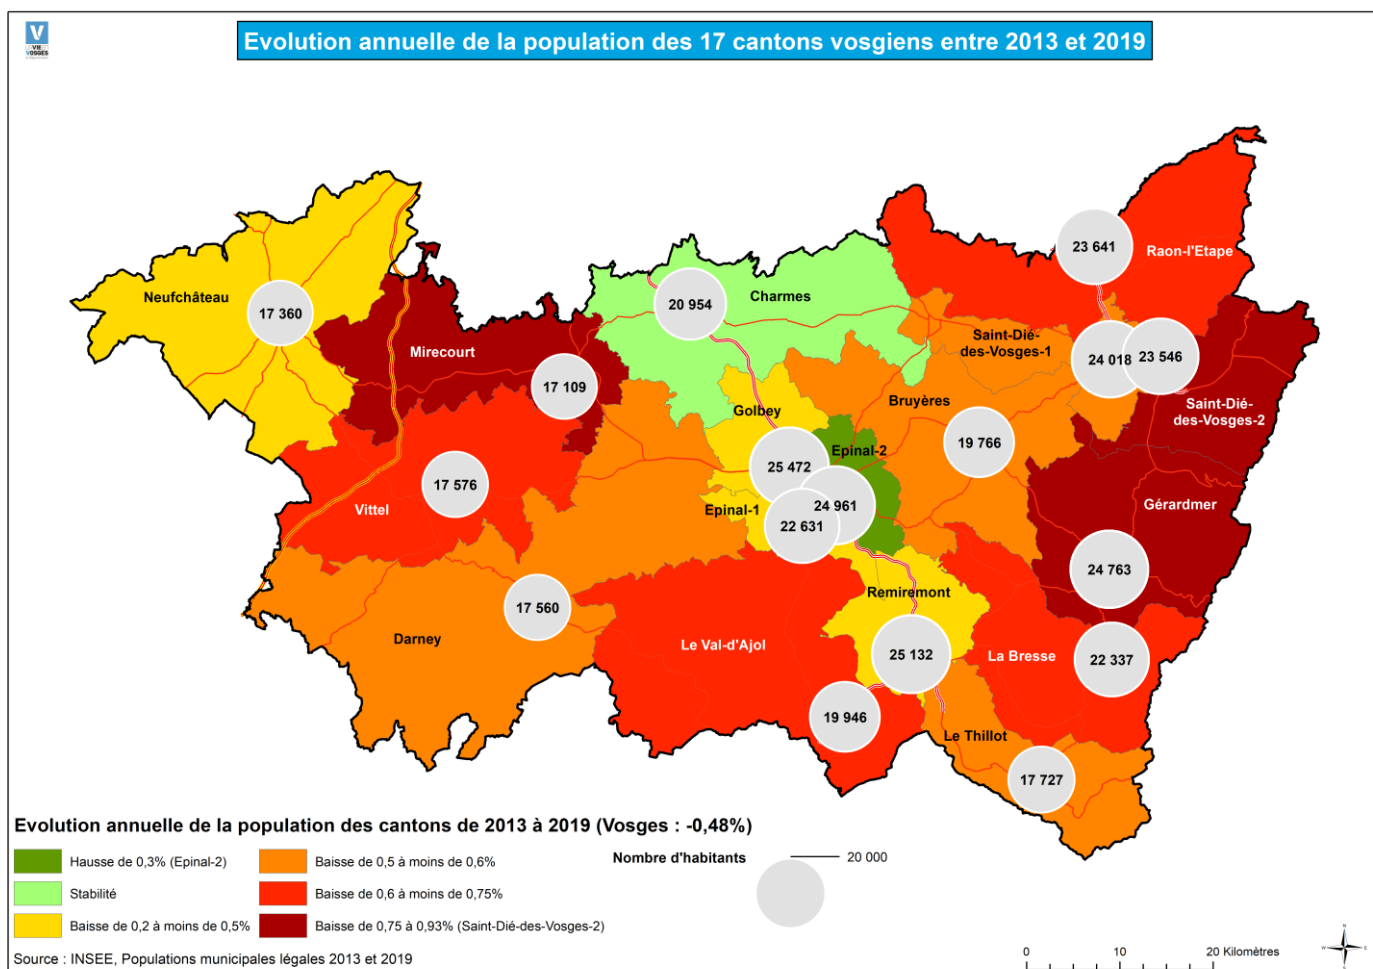 Evolution annuelle de la population des 17 cantons vosgiens entre 2013 et 2019
V
VOSGES
23 641
Raon-l'Etape
Neufchâteau
17 360
20 954
Charmes
Saint-Dié-
des-Vosges-1
24 018
23 546
Mirecourt
17 109
Golbey
Bruyères
Saint-Dié-
des-Vosges-2
19 766
Epinal-2
25 472
Vittel
17 576
Epinal-1
24 961
22 631
Gérardmer
24 763
Remiremont
17 560
Darney
Le Val-d'Ajol
25 132
La Bresse
22 337
19 946
Le Thillot
17 727
Evolution annuelle de la population des cantons de 2013 à 2019 (Vosges : -0,48%)
Hausse de 0,3% (Epinal-2)
Stabilité
Baisse de 0,2 à moins de 0,5%
Baisse de 0,5 à moins de 0,6%
Baisse de 0,6 à moins de 0,75%
Baisse de 0,75 à 0,93% (Saint-Dié-des-Vosges-2)
Nombre d'habitants
20 000
Source : INSEE, Populations municipales légales 2013 et 2019
0 10 20 Kilomètres
N
W E
S